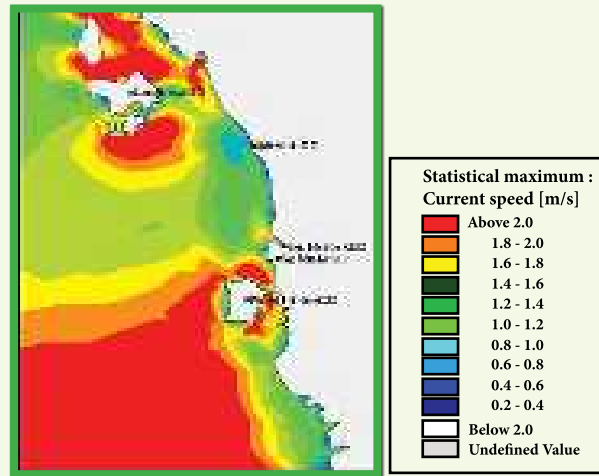 Statistical maximum :
Current speed [m/s]
Above 2.0
1.8 - 2.0
1.6 - 1.8
1.4 - 1.6
1.2 - 1.4
1.0 - 1.2
0.8 - 1.0
0.6 - 0.8
0.4 - 0.6
0.2 - 0.4
Below 2.0
Undefined Value